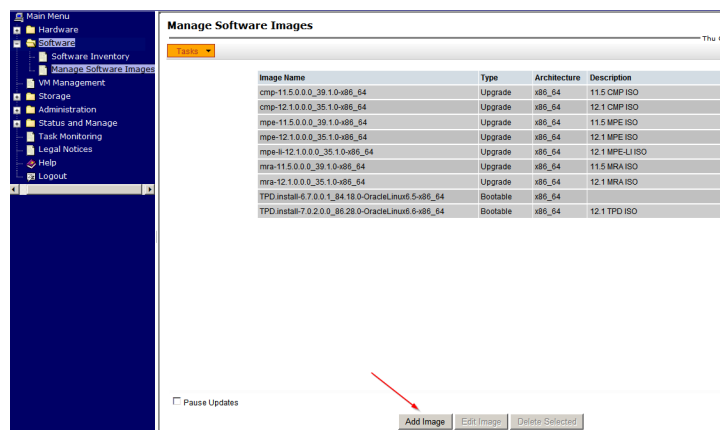 Main Menu
Hardware
Software
Software Inventory
Manage Software Images
VM Management
Storage
Administration
Status and Manage
Task Monitoring
Legal Notices
Help
Logout
Manage Software Images
Thu
Tasks
Image Name Type Architecture Description
cmp-11.5.0.0.0_39.1.0-x86_64 Upgrade x86_64 11.5 CMP ISO
cmp-12.1.0.0.0_35.1.0-x86_64 Upgrade x86_64 12.1 CMP ISO
mpe-11.5.0.0.0_39.1.0-x86_64 Upgrade x86_64 11.5 MPE ISO
mpe-12.1.0.0.0_35.1.0-x86_64 Upgrade x86_64 12.1 MPE ISO
mpe-li-12.1.0.0.0_35.1.0-x86_64 Upgrade x86_64 12.1 MPE-LI ISO
mra-11.5.0.0.0_39.1.0-x86_64 Upgrade x86_64 11.5 MRA ISO
mra-12.1.0.0.0_35.1.0-x86_64 Upgrade x86_64 12.1 MRA ISO
TPD.install-6.7.0.0.1_84.18.0-OracleLinux6.5-x86_64 Bootable x86_64
TPD.install-7.0.2.0.0_86.28.0-OracleLinux6.6-x86_64 Bootable x86_64 12.1 TPD ISO
Pause Updates
Add Image Edit Image Delete Selected